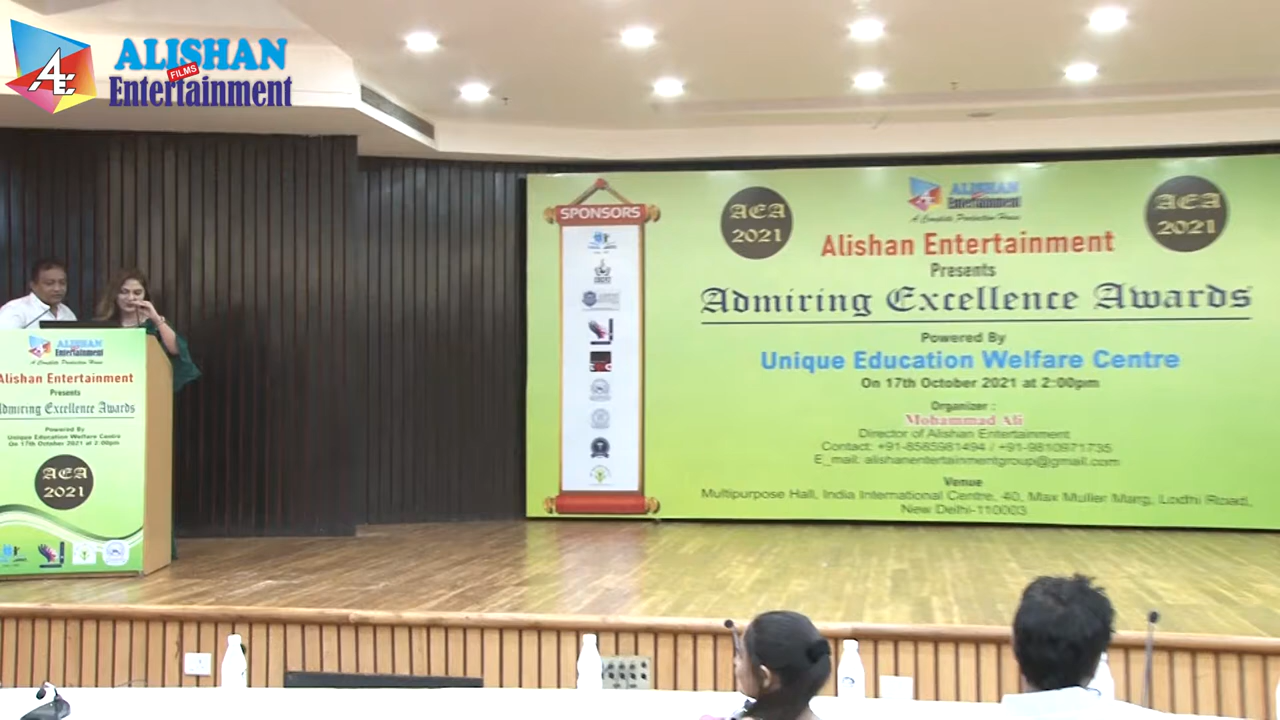 ALISHAN
FILMS
Entertainment
AE
SPONSORS
AEA
2021
ALISHAN
Entertainment
A Complete Production House
AEA
2021
Alishan Entertainment
Presents
Admiring Excellence Awards
Powered By
Unique Education Welfare Centre
On 17th October 2021 at 2:00pm
Organizer :
Mohammad Ali
Director of Alishan Entertainment
Contact: +91-8585981494 / +91-9810971735
E_mail: alishanentertainmentgroup@gmail.com
Venue
Multipurpose Hall, India International Centre, 40, Max Muller Marg, Lodhi Road,
New Delhi-110003
ALISHAN
Entertainment
A Complete Production House
Alishan Entertainment
Presents
Admiring Excellence Awards
Powered By
Unique Education Welfare Centre
On 17th October 2021 at 2:00pm
AEA
2021